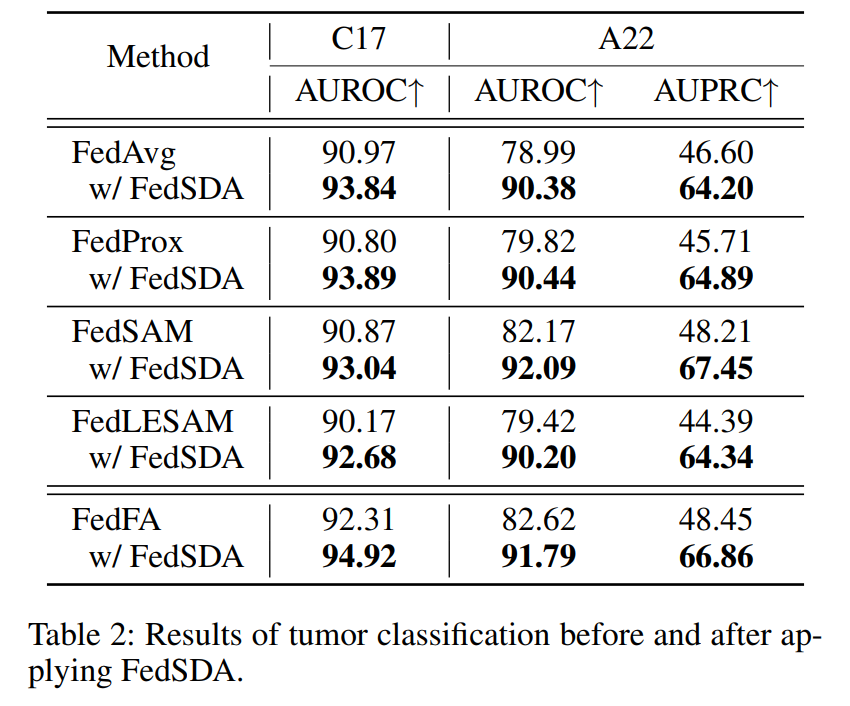 Method C17 A22
AUROC↑ AUROC↑ AUPRC↑
FedAvg 90.97 78.99 46.60
w/ FedSDA 93.84 90.38 64.20
FedProx 90.80 79.82 45.71
w/ FedSDA 93.89 90.44 64.89
FedSAM 90.87 82.17 48.21
w/ FedSDA 93.04 92.09 67.45
FedLESAM 90.17 79.42 44.39
w/ FedSDA 92.68 90.20 64.34
FedFA 92.31 82.62 48.45
w/ FedSDA 94.92 91.79 66.86
Table 2: Results of tumor classification before and after ap-
plying FedSDA.